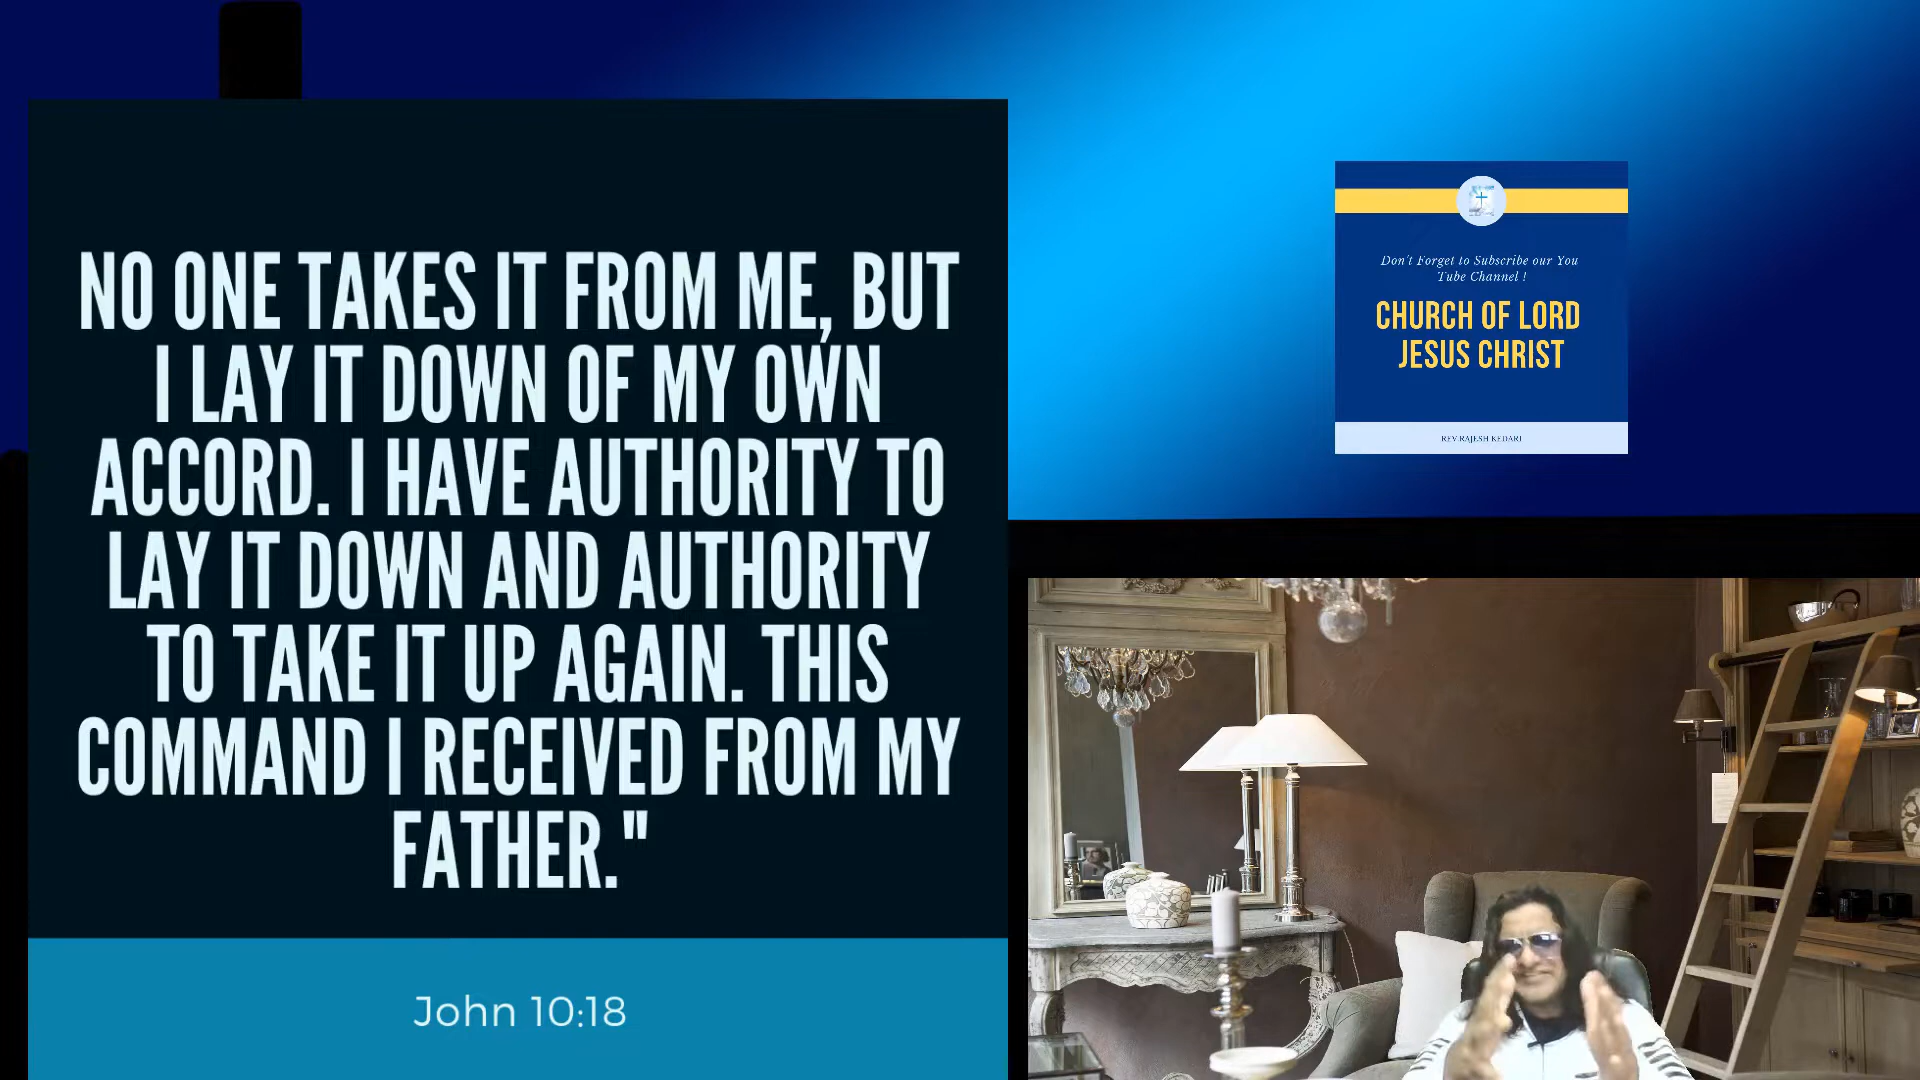 NO ONE TAKES IT FROM ME, BUT
I LAY IT DOWN OF MY OWN
ACCORD. I HAVE AUTHORITY TO
LAY IT DOWN AND AUTHORITY
TO TAKE IT UP AGAIN. THIS
COMMAND I RECEIVED FROM MY
FATHER."
John 10:18
Don't Forget to Subscribe our You
Tube Channel !
CHURCH OF LORD
JESUS CHRIST
REV.RAJESH KEDARI